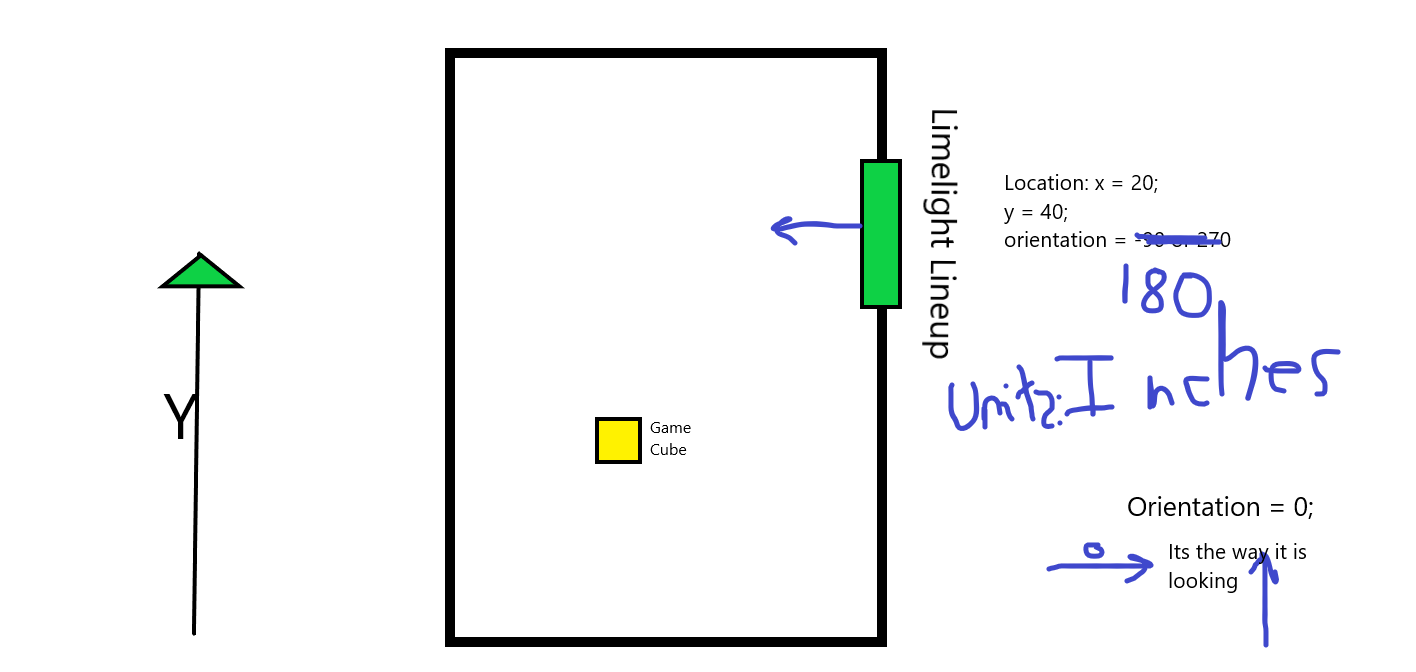 Limelight Lineup
Location: x = 20;
y = 40;
orientation = -90 or 270
180
Units: Inches
Y
Game
Cube
Orientation = 0;
0
Its the way it is
looking